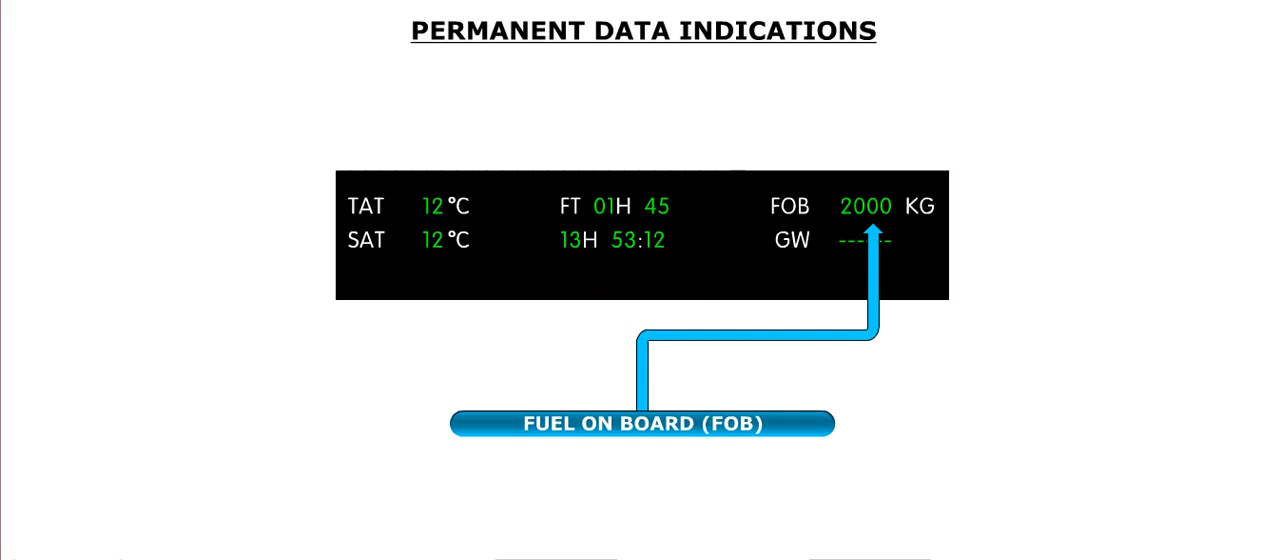 PERMANENT DATA INDICATIONS
TAT 12 °C FT 01H 45 FOB 2000 KG
SAT 12 °C 13H 53:12 GW ------
FUEL ON BOARD (FOB)